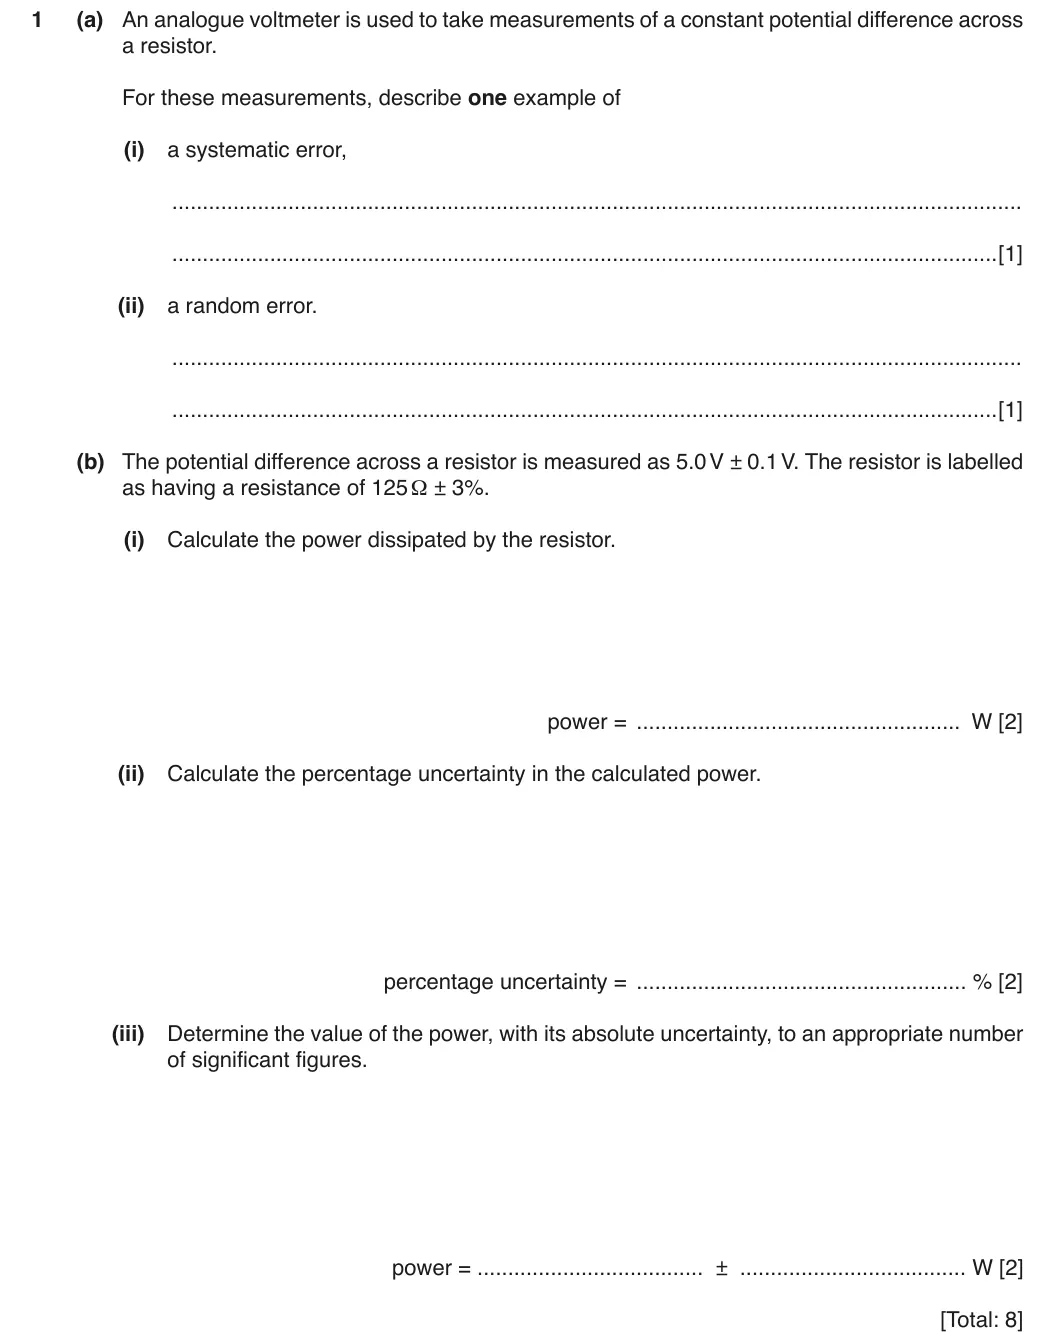 1 (a) An analogue voltmeter is used to take measurements of a constant potential difference across
a resistor.
For these measurements, describe one example of
(i) a systematic error,
..........................................................................................................................................
......................................................................................................................................[1]
(ii) a random error.
..........................................................................................................................................
......................................................................................................................................[1]
(b) The potential difference across a resistor is measured as 5.0 V ± 0.1 V. The resistor is labelled
as having a resistance of 125 Ω ± 3%.
(i) Calculate the power dissipated by the resistor.
power = ..................................................... W [2]
(ii) Calculate the percentage uncertainty in the calculated power.
percentage uncertainty = ...................................................... % [2]
(iii) Determine the value of the power, with its absolute uncertainty, to an appropriate number
of significant figures.
power = ..................................... ± ..................................... W [2]
[Total: 8]